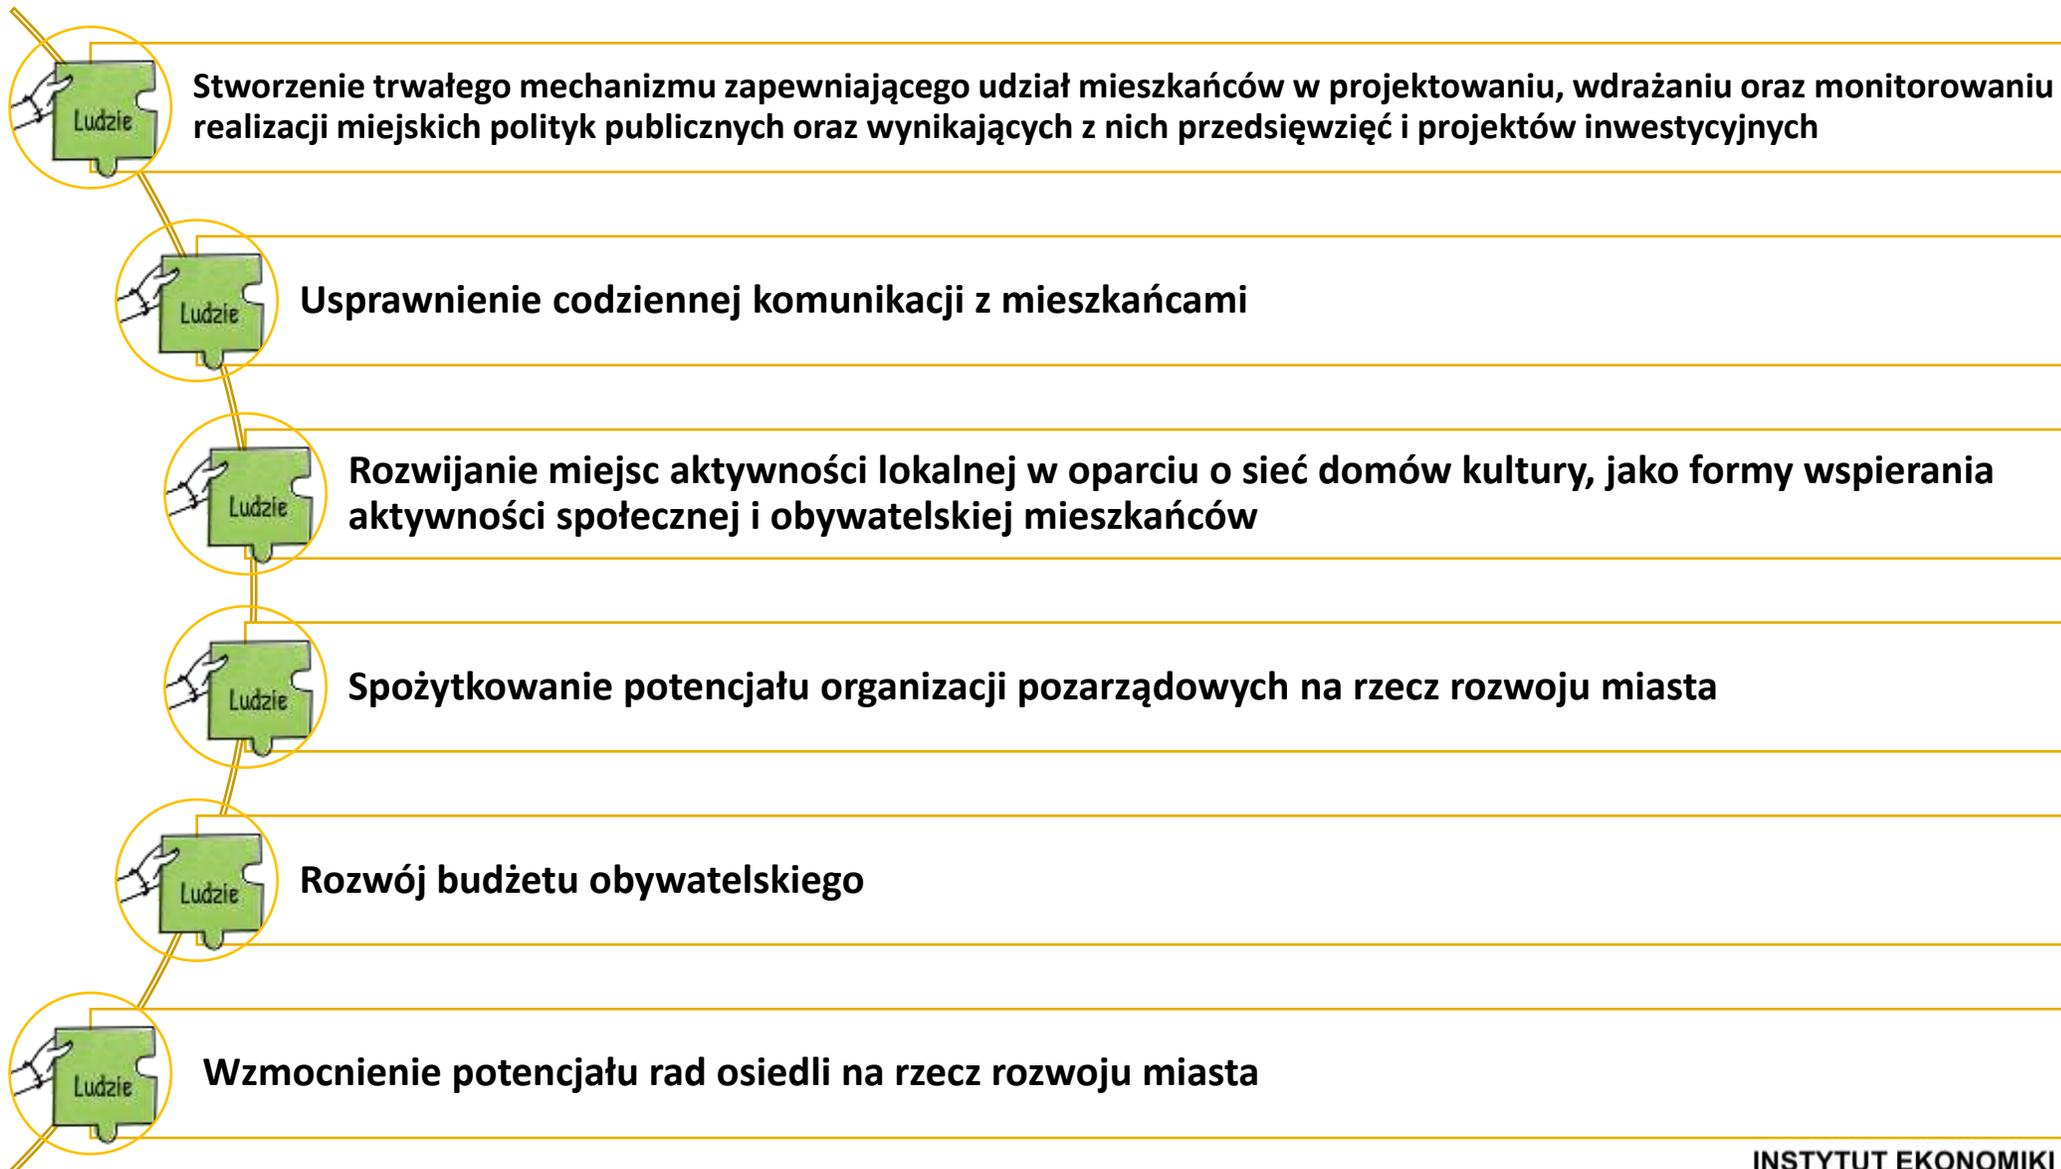 Ludzie
Stworzenie trwałego mechanizmu zapewniającego udział mieszkańców w projektowaniu, wdrażaniu oraz monitorowaniu
realizacji miejskich polityk publicznych oraz wynikających z nich przedsięwzięć i projektów inwestycyjnych
Ludzie
Usprawnienie codziennej komunikacji z mieszkańcami
Ludzie
Rozwijanie miejsc aktywności lokalnej w oparciu o sieć domów kultury, jako formy wspierania
aktywności społecznej i obywatelskiej mieszkańców
Ludzie
Spożytkowanie potencjału organizacji pozarządowych na rzecz rozwoju miasta
Ludzie
Rozwój budżetu obywatelskiego
Ludzie
Wzmocnienie potencjału rad osiedli na rzecz rozwoju miasta
INSTYTUT EKONOMIKI